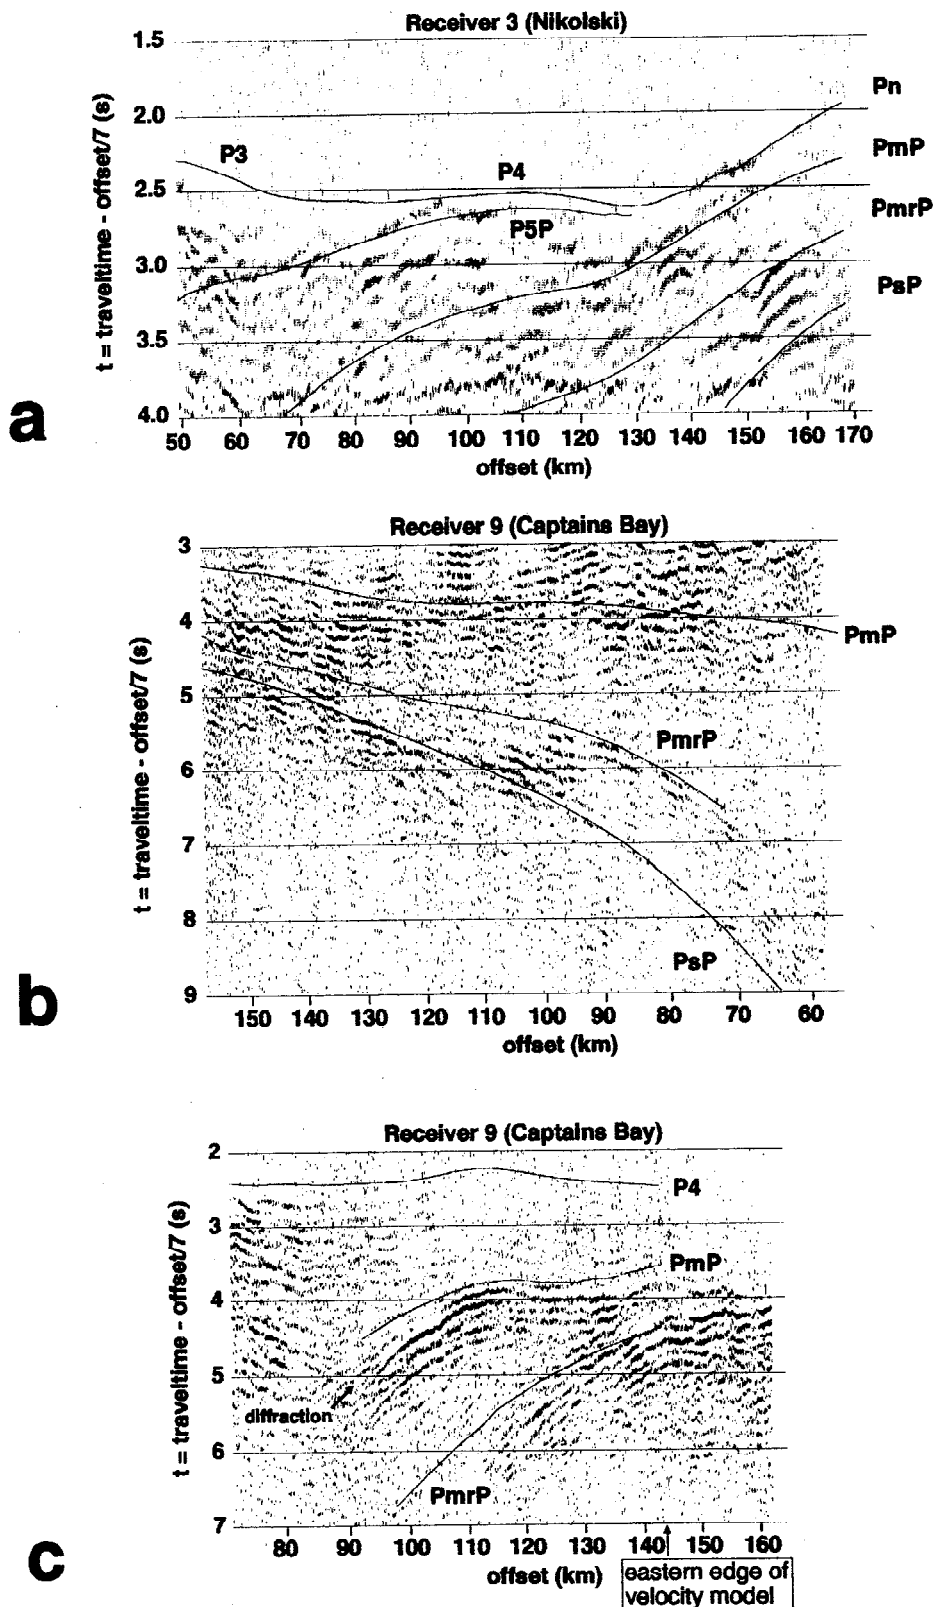 Receiver 3 (Nikolski)
1.5
Pn
2.0
P3
P4
PmP
2.5
P5P
PmrP
3.0
PsP
3.5
4.0
t = traveltime - offset/7 (s)
a
50 60 70 80 90 100 110 120 130 140 150 160 170
offset (km)
Receiver 9 (Captains Bay)
3
4
PmP
5
PmrP
6
7
8
PsP
9
t = traveltime - offset/7 (s)
b
150 140 130 120 110 100 90 80 70 60
offset (km)
Receiver 9 (Captains Bay)
2
P4
3
PmP
4
5
diffraction
6
PmrP
7
t = traveltime - offset/7 (s)
c
80 90 100 110 120 130 140 150 160
offset (km)
eastern edge of
velocity model